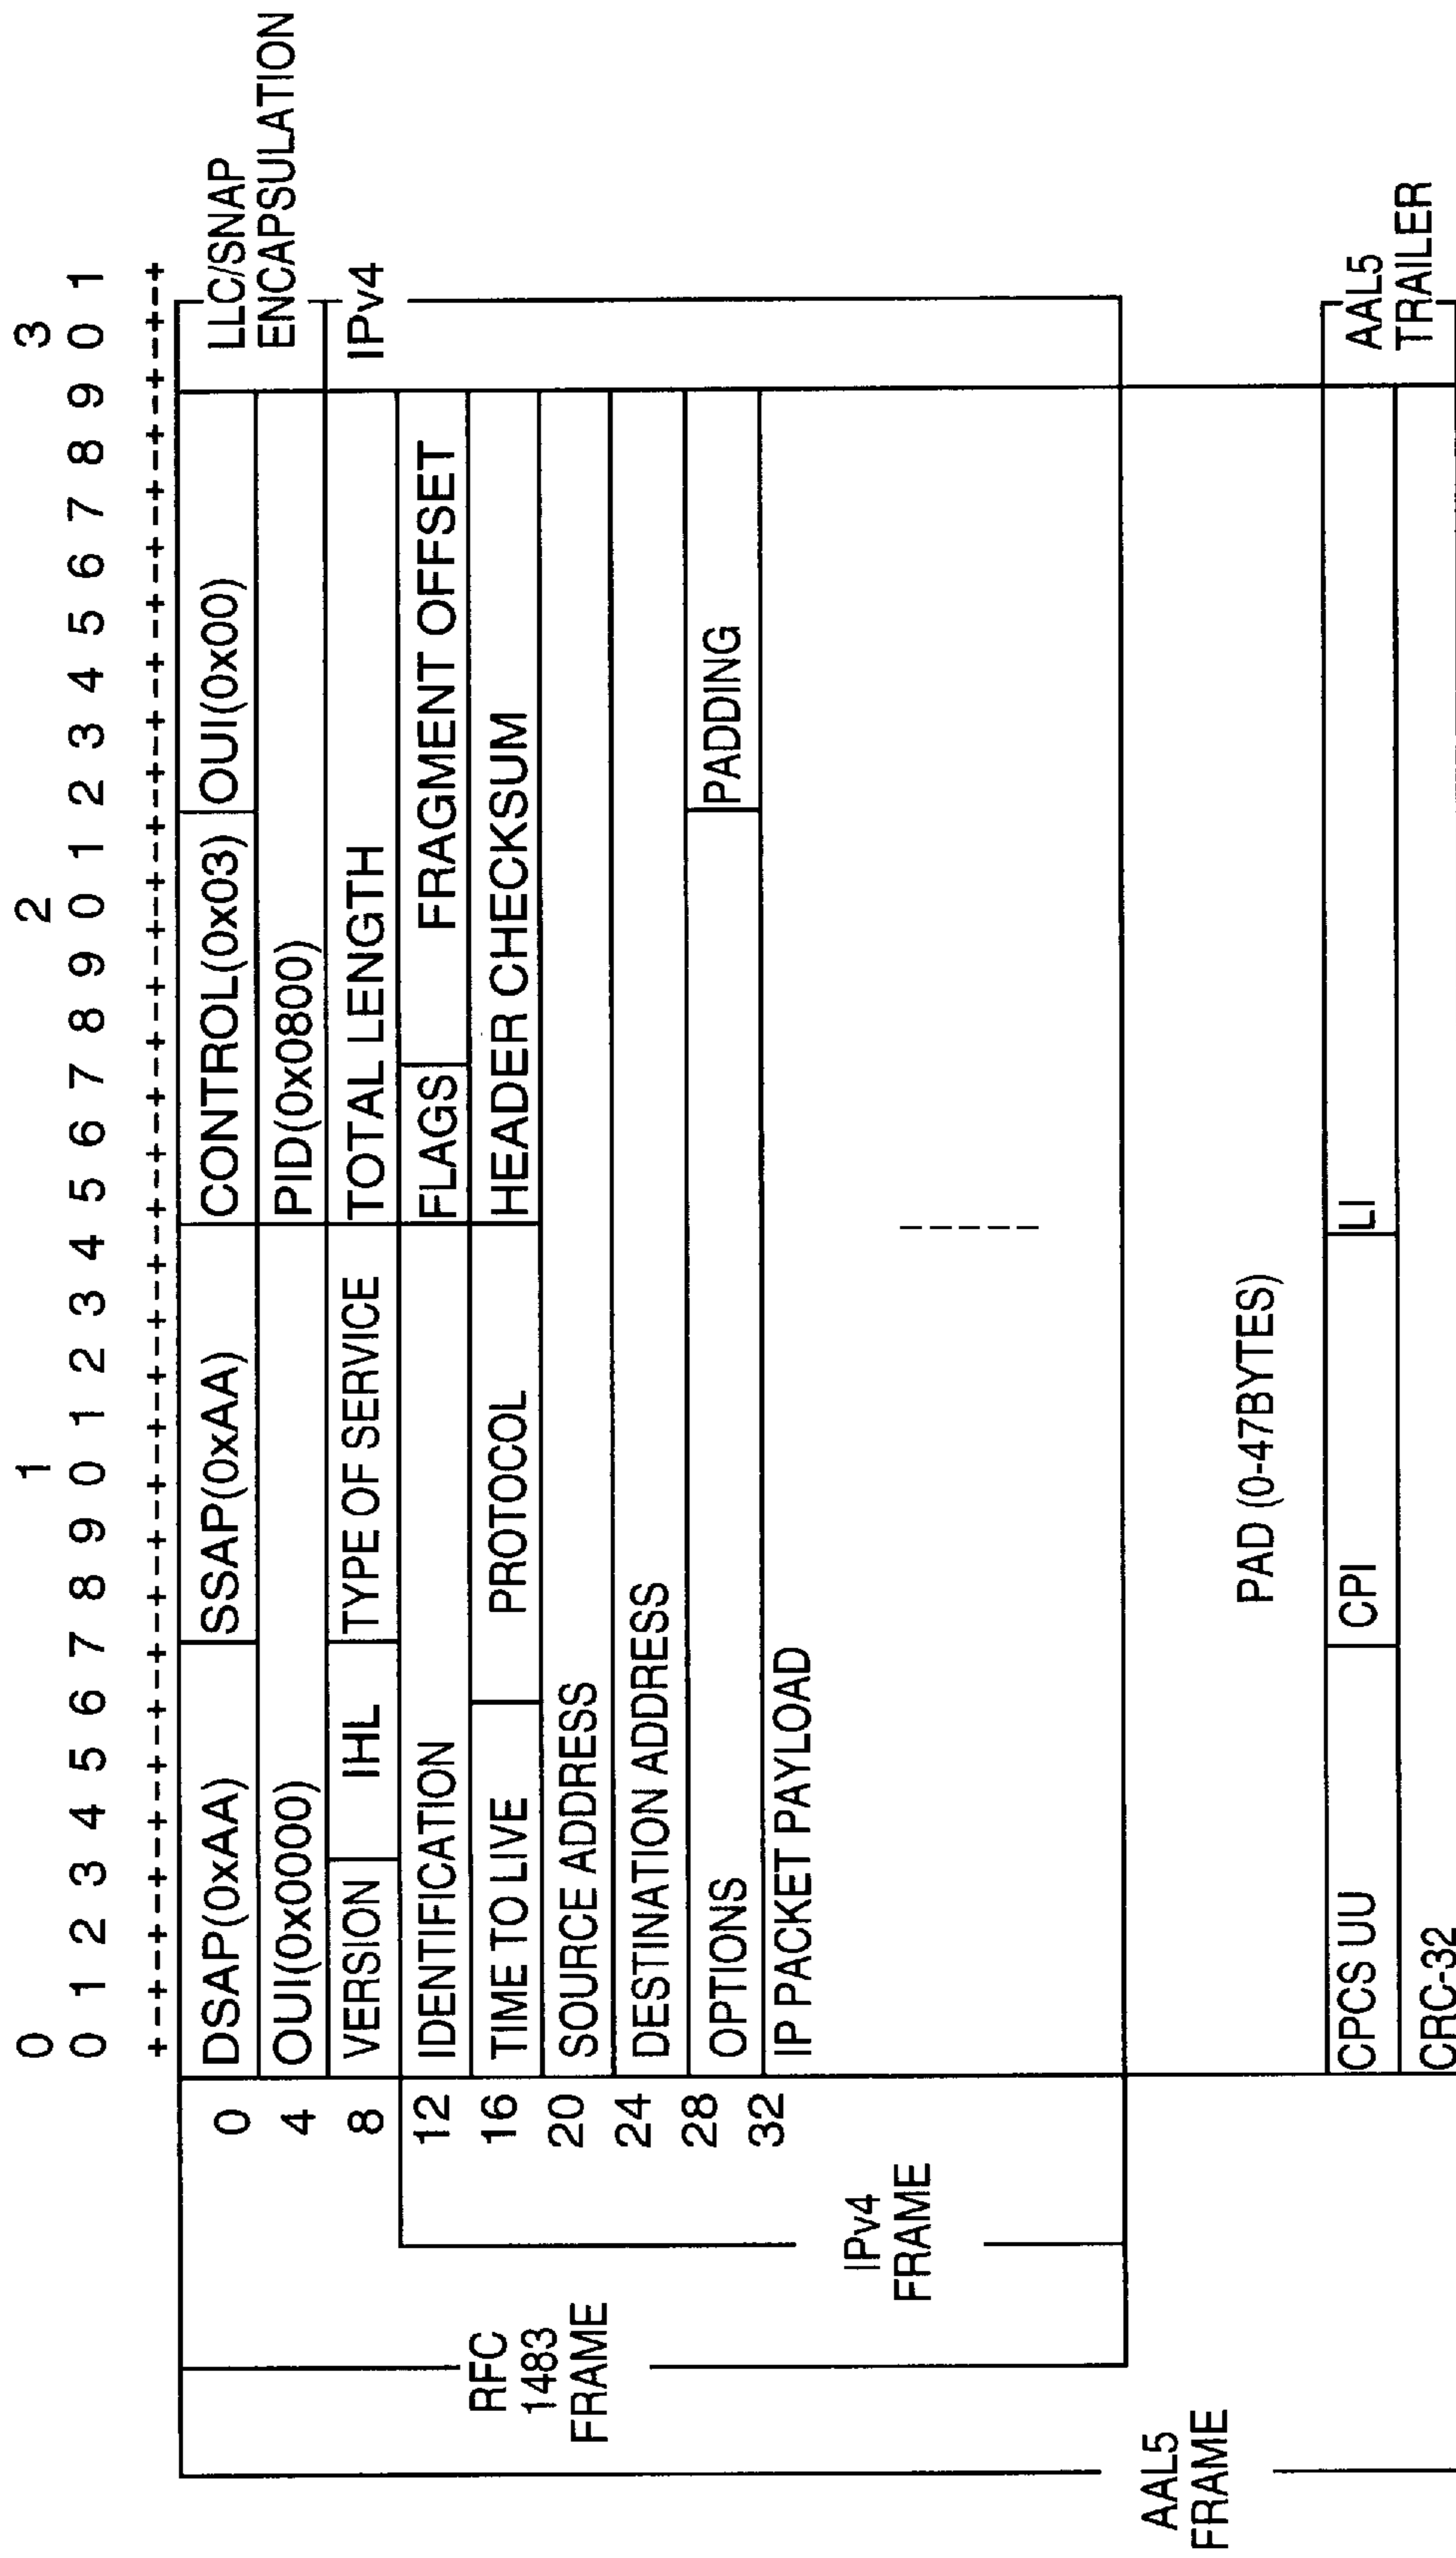 0 1 2 3
0 1 2 3 4 5 6 7 8 9 0 1 2 3 4 5 6 7 8 9 0 1 2 3 4 5 6 7 8 9 0 1
0 DSAP(0xAA) SSAP(0xAA) CONTROL(0x03) OUI(0x00)
LLC/SNAP
ENCAPSULATION
4 OUI(0x0000) PID(0x0800)
8 VERSION IHL TYPE OF SERVICE TOTAL LENGTH IPv4
12 IDENTIFICATION FLAGS FRAGMENT OFFSET
16 TIME TO LIVE PROTOCOL HEADER CHECKSUM
20 SOURCE ADDRESS
24 DESTINATION ADDRESS
28 OPTIONS PADDING
32 IP PACKET PAYLOAD
RFC
1483
FRAME
IPv4
FRAME
AAL5
FRAME
PAD (0-47BYTES)
CPCS UU CPI LI
AAL5
TRAILER
CRC-32